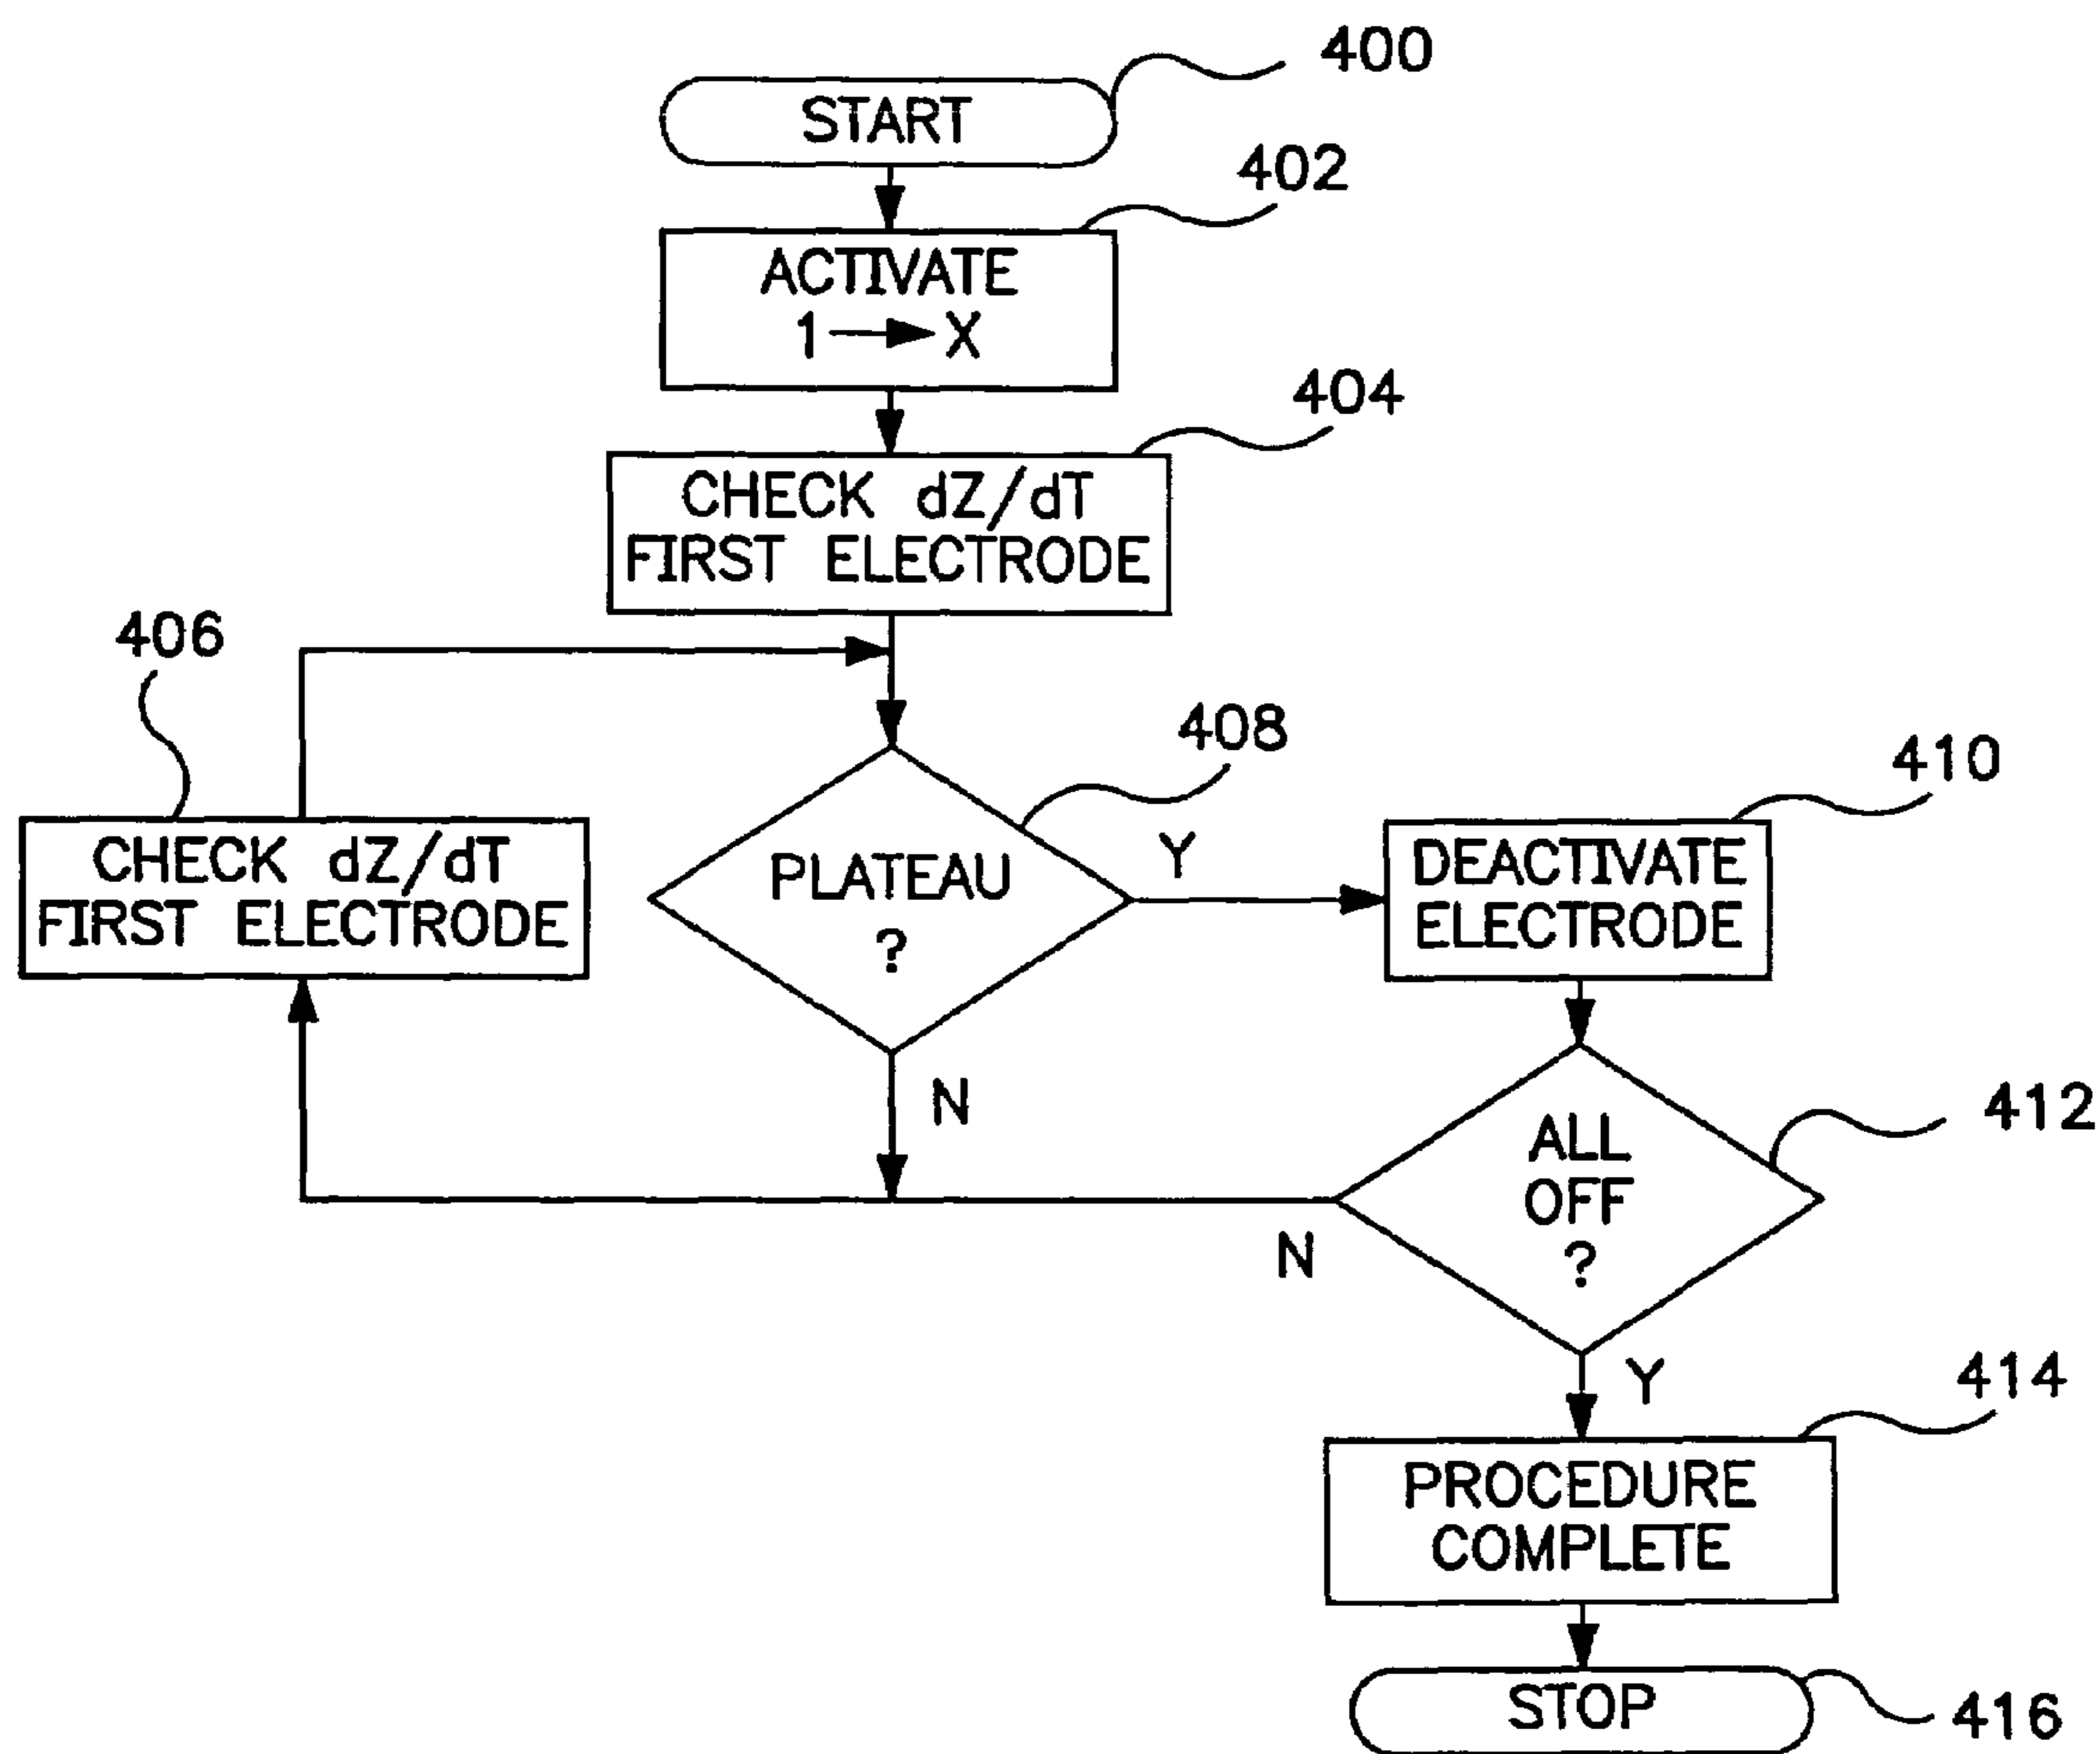 400
START
402
ACTIVATE
1 → X
404
CHECK dZ/dT
FIRST ELECTRODE
406
CHECK dZ/dT
FIRST ELECTRODE
408
PLATEAU
?
Y
N
410
DEACTIVATE
ELECTRODE
412
ALL
OFF
?
N
Y
414
PROCEDURE
COMPLETE
STOP
416